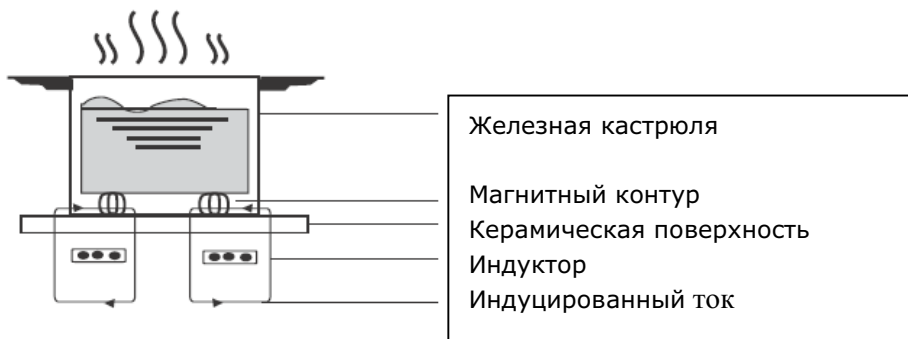 Железная кастрюля
Магнитный контур
Керамическая поверхность
Индуктор
Индуцированный ток